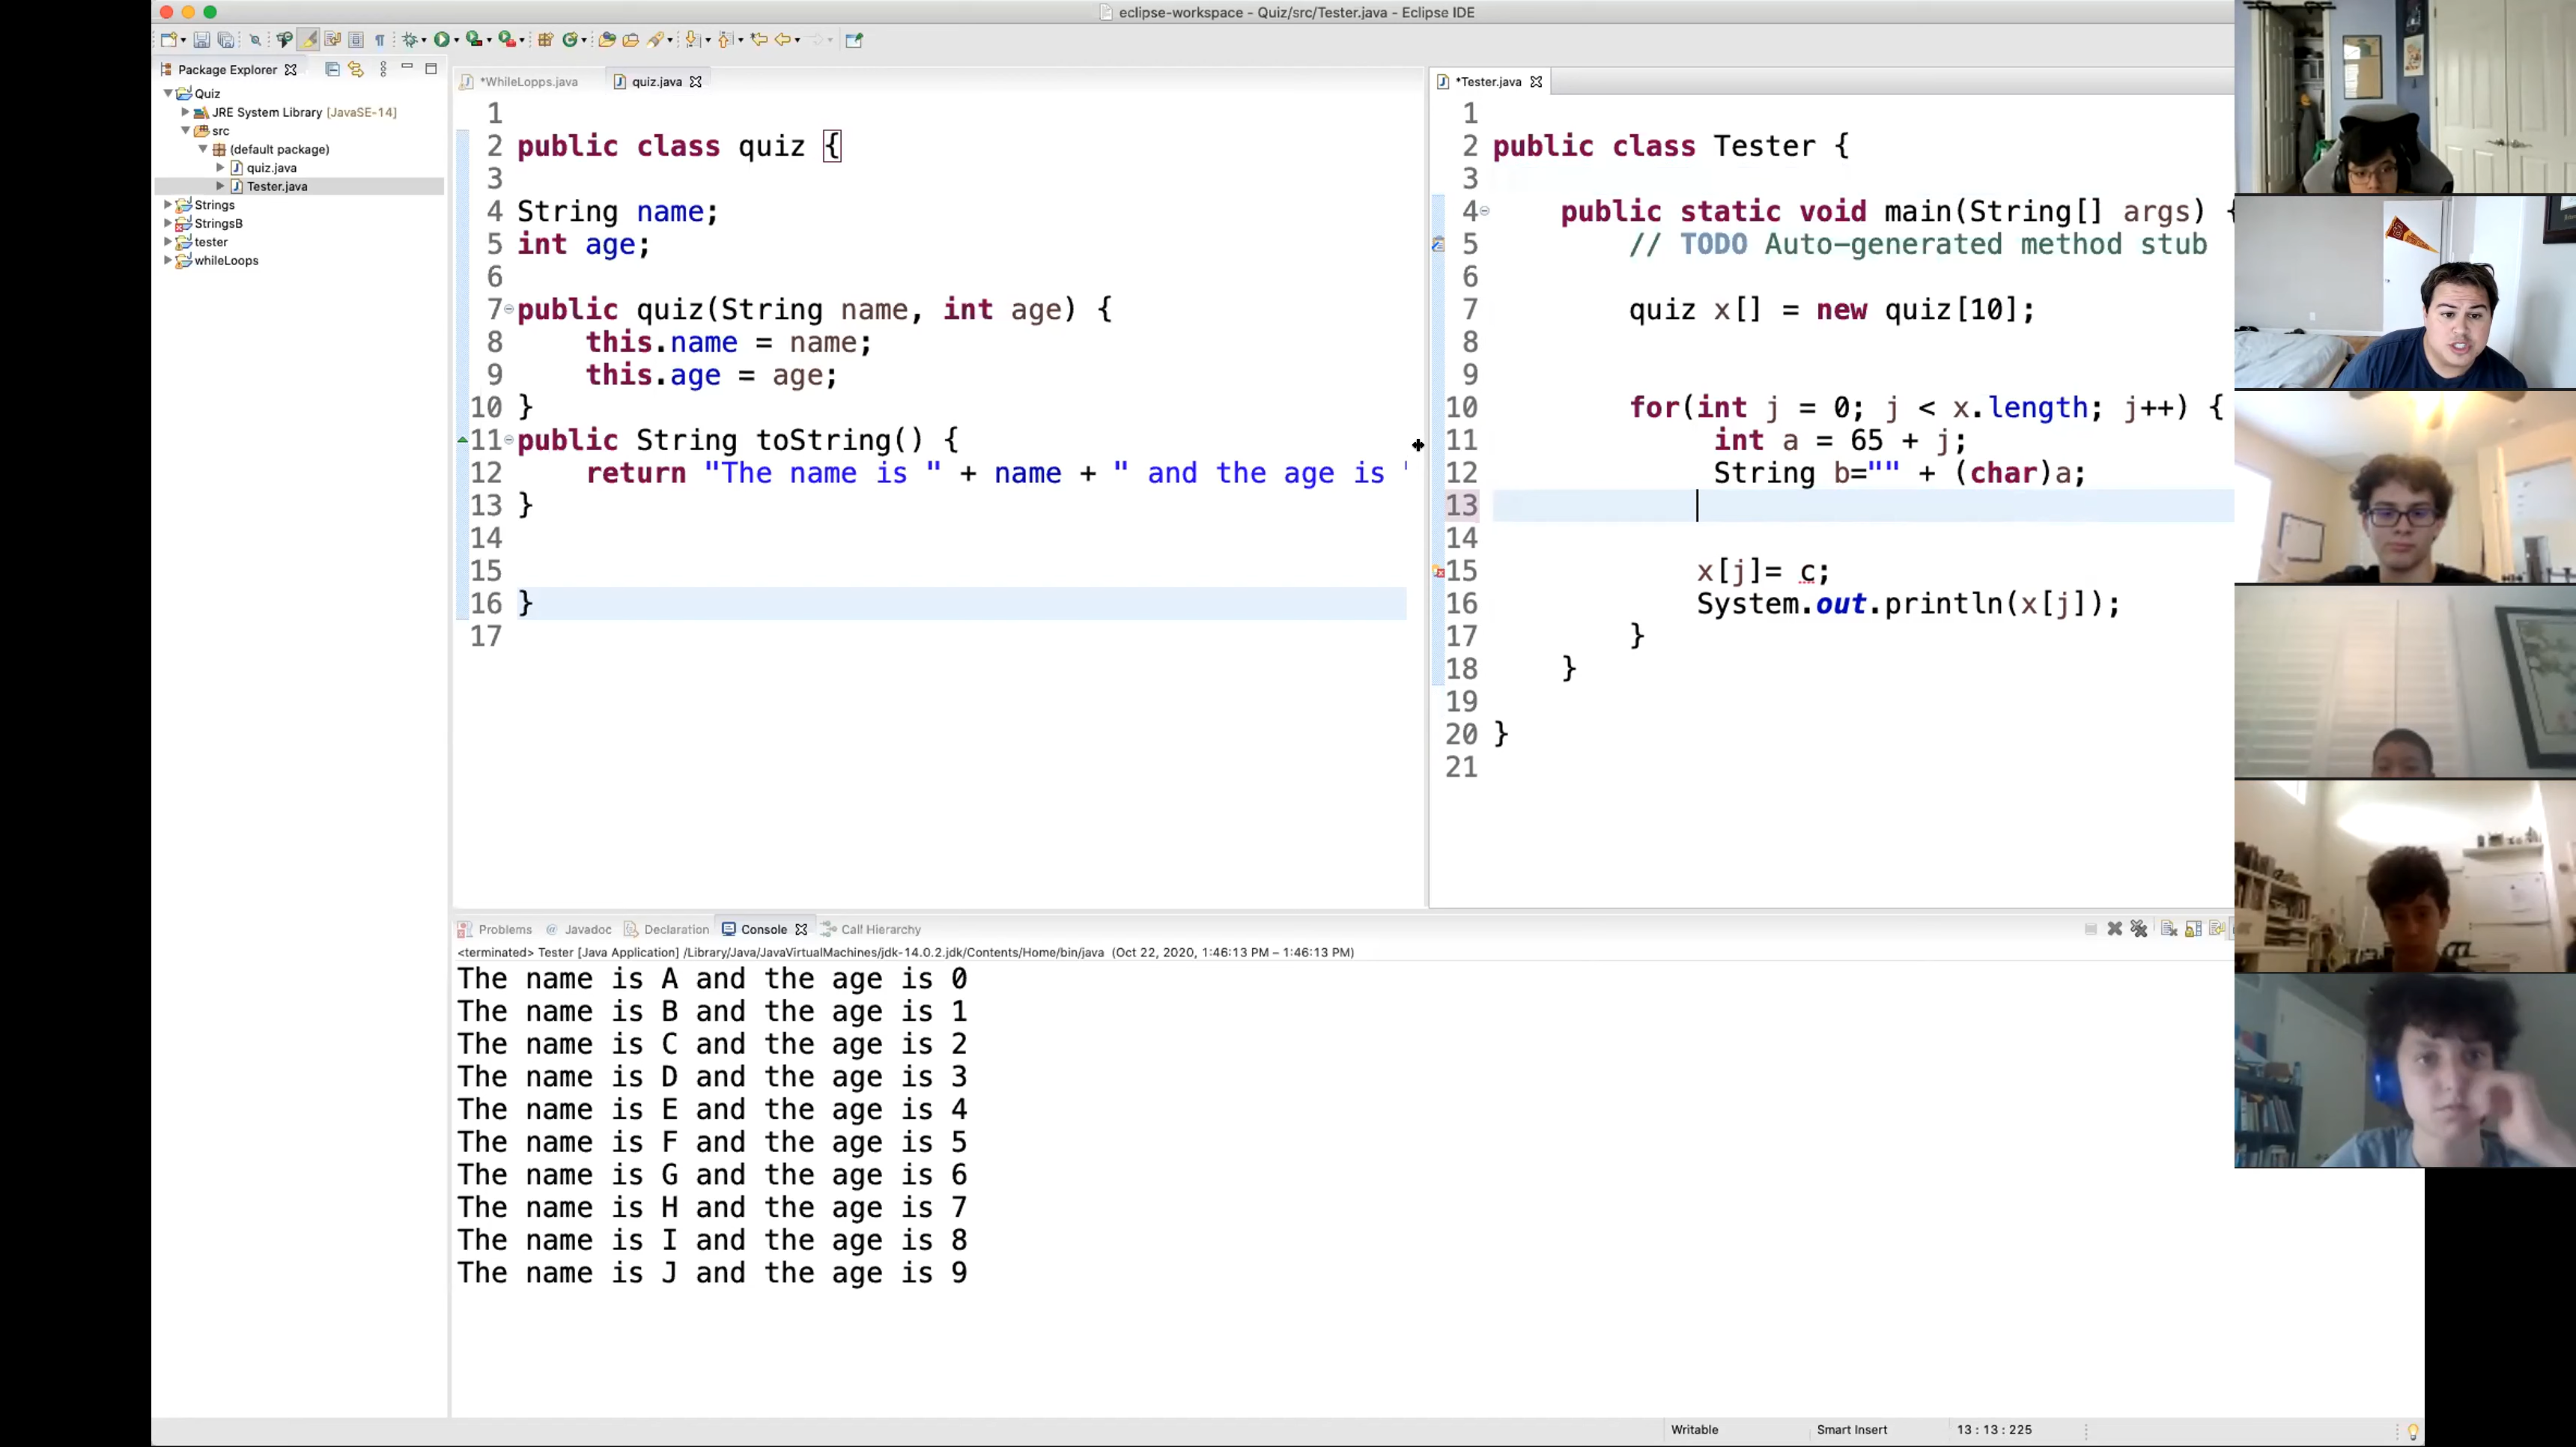 eclipse-workspace - Quiz/src/Tester.java - Eclipse IDE
Package Explorer
Quiz
JRE System Library [JavaSE-14]
src
(default package)
quiz.java
Tester.java
Strings
StringsB
tester
whileLoops
*WhileLopps.java
quiz.java
1
2 public class quiz {
3
4 String name;
5 int age;
6
7 public quiz(String name, int age) {
8 this.name = name;
9 this.age = age;
10 }
11 public String toString() {
12 return "The name is " + name + " and the age is "
13 }
14
15
16 }
17
*Tester.java
1
2 public class Tester {
3
4 public static void main(String[] args) {
5 // TODO Auto-generated method stub
6
7 quiz x[] = new quiz[10];
8
9
10 for(int j = 0; j < x.length; j++) {
11 int a = 65 + j;
12 String b="" + (char)a;
13
14
15 x[j]= c;
16 System.out.println(x[j]);
17 }
18 }
19
20 }
21
Problems @ Javadoc Declaration Console Call Hierarchy
<terminated> Tester [Java Application] /Library/Java/JavaVirtualMachines/jdk-14.0.2.jdk/Contents/Home/bin/java (Oct 22, 2020, 1:46:13 PM – 1:46:13 PM)
The name is A and the age is 0
The name is B and the age is 1
The name is C and the age is 2
The name is D and the age is 3
The name is E and the age is 4
The name is F and the age is 5
The name is G and the age is 6
The name is H and the age is 7
The name is I and the age is 8
The name is J and the age is 9
Writable Smart Insert 13 : 13 : 225